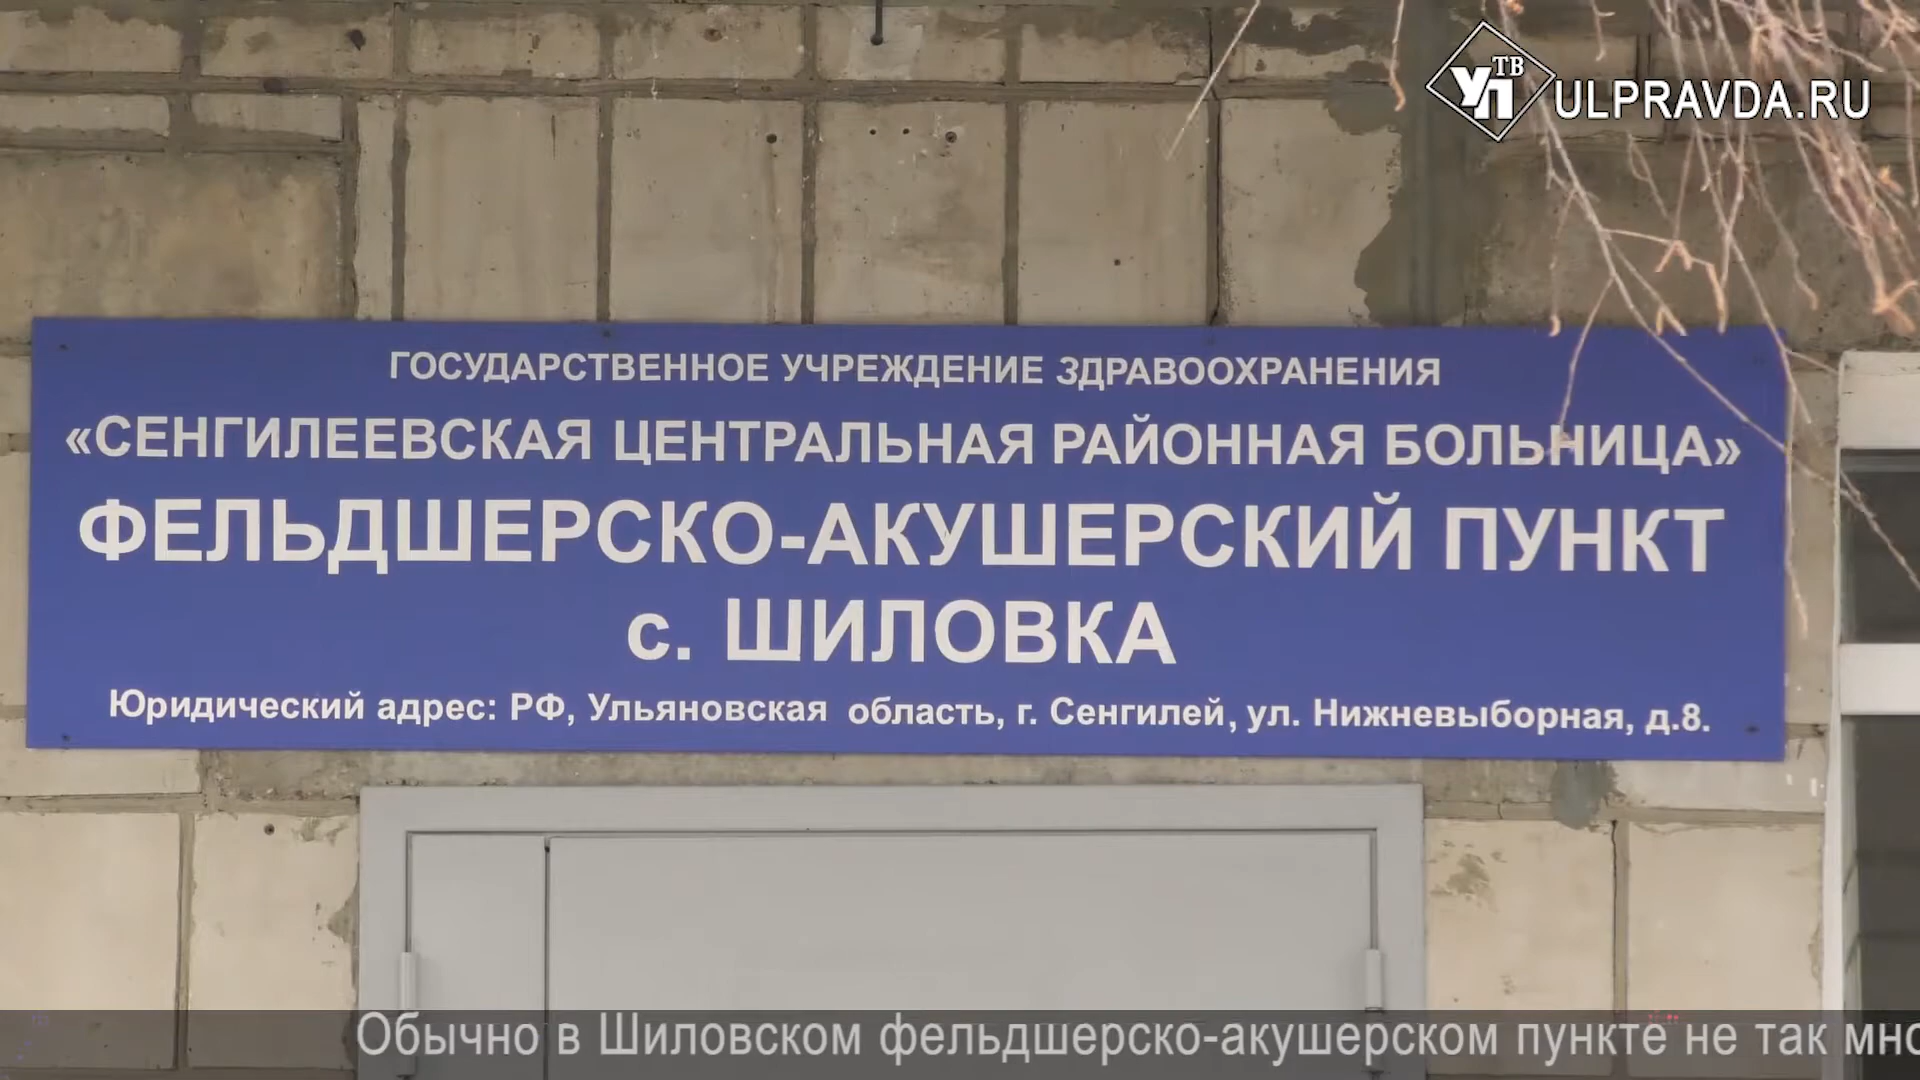 ТВ
УП ULPRAVDA.RU
ГОСУДАРСТВЕННОЕ УЧРЕЖДЕНИЕ ЗДРАВООХРАНЕНИЯ
«СЕНГИЛЕЕВСКАЯ ЦЕНТРАЛЬНАЯ РАЙОННАЯ БОЛЬНИЦА»
ФЕЛЬДШЕРСКО-АКУШЕРСКИЙ ПУНКТ
с. ШИЛОВКА
Юридический адрес: РФ, Ульяновская область, г. Сенгилей, ул. Нижневыборная, д.8.
Обычно в Шиловском фельдшерско-акушерском пункте не так мно